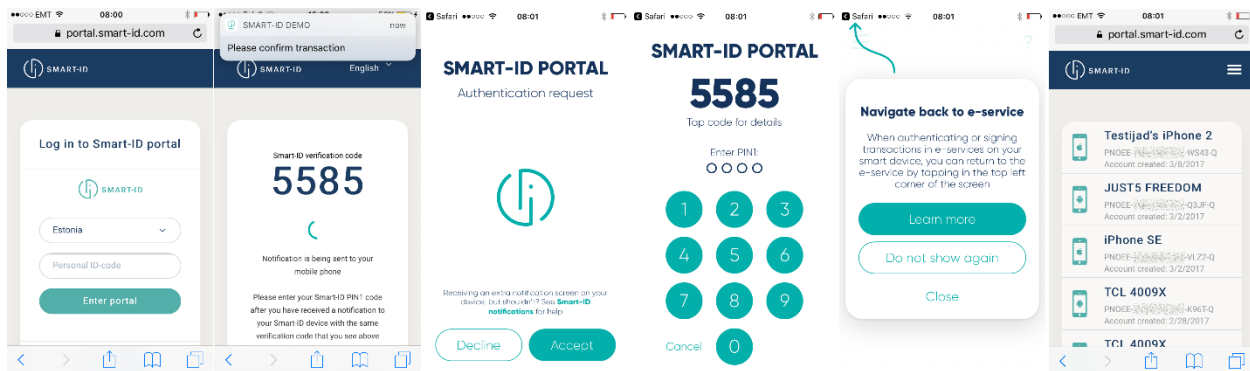 EMT 08:00
portal.smart-id.com
SMART-ID
Log in to Smart-ID portal
SMART-ID
Estonia
Personal ID-code
Enter portal
SMART-ID DEMO now
Please confirm transaction
SMART-ID English
Smart-ID verification code
5585
Notification is being sent to your
mobile phone
Please enter your Smart-ID PIN1 code
after you have received a notification to
your Smart-ID device with the same
verification code that you see above
Safari 08:01
SMART-ID PORTAL
Authentication request
Receiving an extra notification screen on your
device, but shouldn't? See Smart-ID
notifications for help
Decline Accept
Safari 08:01
SMART-ID PORTAL
5585
Tap code for details
Enter PIN1:
1 2 3
4 5 6
7 8 9
Cancel 0
Safari 08:01
?
Navigate back to e-service
When authenticating or signing
transactions in e-services on your
smart device, you can return to the
e-service by tapping in the top left
corner of the screen
Learn more
Do not show again
Close
EMT 08:01
portal.smart-id.com
SMART-ID
Testijad's iPhone 2
PNOEE- -WS43-Q
Account created: 3/8/2017
JUST5 FREEDOM
PNOEE- -Q3JF-Q
Account created: 3/2/2017
iPhone SE
PNOEE- -VLZ2-Q
Account created: 3/2/2017
TCL 4009X
PNOEE- -K96T-Q
Account created: 2/28/2017
TCL 4009X